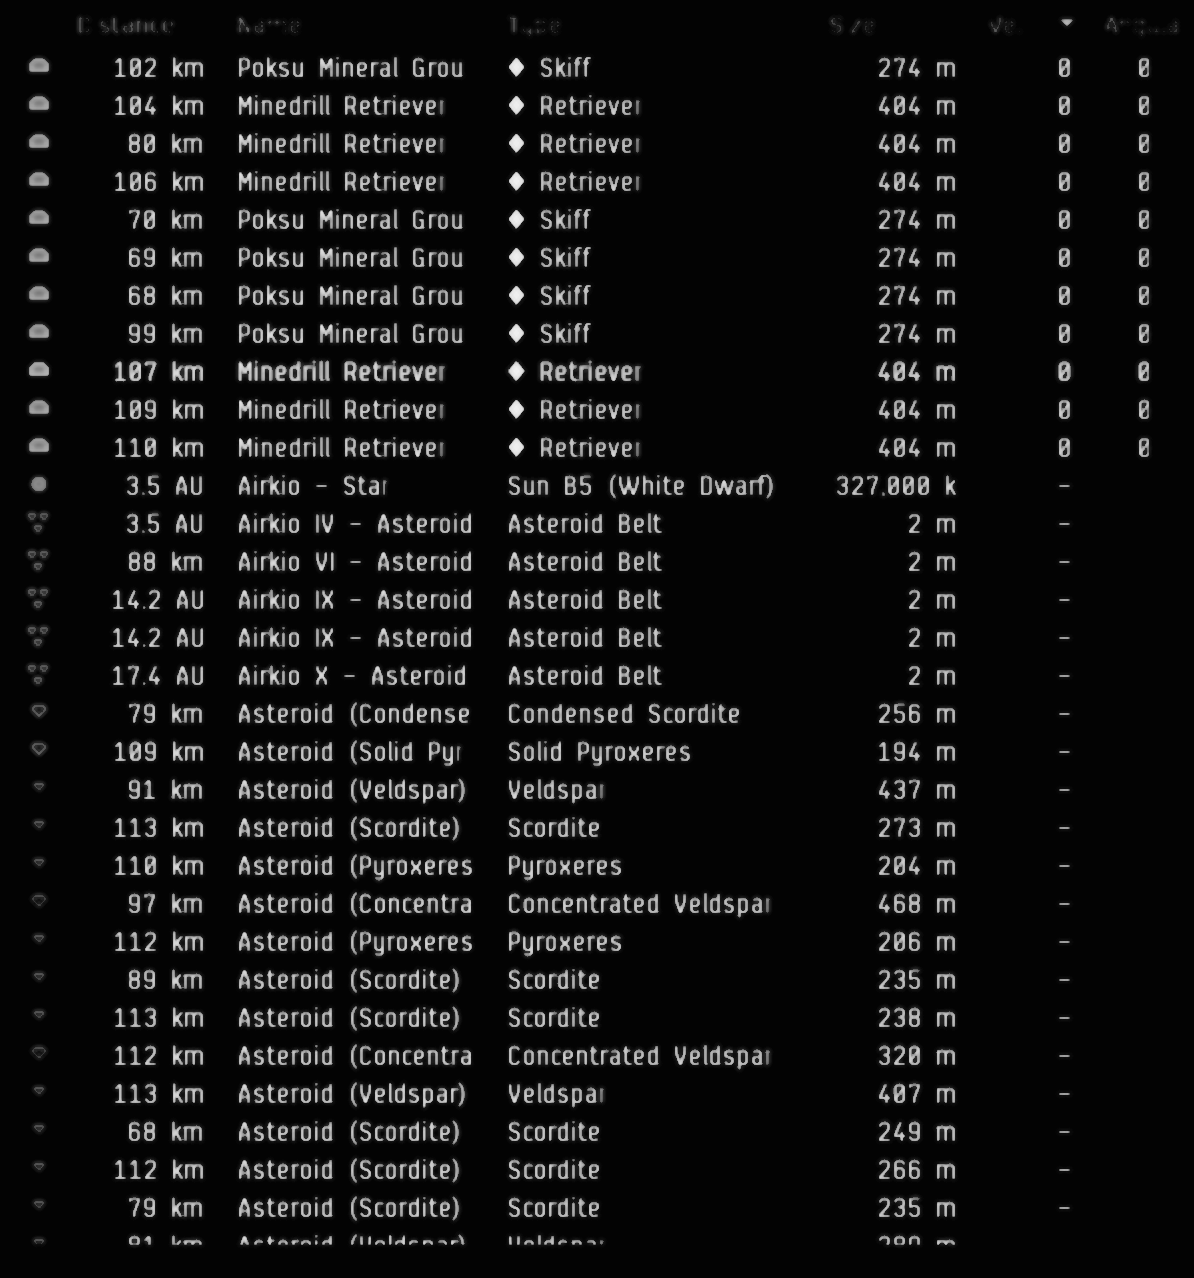 Distance Name Type Size Ve
102 km Poksu Mineral Grou Skiff 274 m 0 0
104 km Minedrill Retriever Retriever 404 m 0 0
80 km Minedrill Retriever Retriever 404 m 0 0
106 km Minedrill Retriever Retriever 404 m 0 0
70 km Poksu Mineral Grou Skiff 274 m 0 0
69 km Poksu Mineral Grou Skiff 274 m 0 0
68 km Poksu Mineral Grou Skiff 274 m 0 0
99 km Poksu Mineral Grou Skiff 274 m 0 0
107 km Minedrill Retriever Retriever 404 m 0 0
109 km Minedrill Retriever Retriever 404 m 0 0
110 km Minedrill Retriever Retriever 404 m 0 0
3.5 AU Airkio - Star Sun B5 (White Dwarf) 327,000 k -
3.5 AU Airkio IV - Asteroid Asteroid Belt 2 m -
88 km Airkio VI - Asteroid Asteroid Belt 2 m -
14.2 AU Airkio IX - Asteroid Asteroid Belt 2 m -
14.2 AU Airkio IX - Asteroid Asteroid Belt 2 m -
17.4 AU Airkio X - Asteroid Asteroid Belt 2 m -
79 km Asteroid (Condense Condensed Scordite 256 m -
109 km Asteroid (Solid Pyr Solid Pyroxeres 194 m -
91 km Asteroid (Veldspar) Veldspar 437 m -
113 km Asteroid (Scordite) Scordite 273 m -
110 km Asteroid (Pyroxeres Pyroxeres 204 m -
97 km Asteroid (Concentra Concentrated Veldspar 468 m -
112 km Asteroid (Pyroxeres Pyroxeres 206 m -
89 km Asteroid (Scordite) Scordite 235 m -
113 km Asteroid (Scordite) Scordite 238 m -
112 km Asteroid (Concentra Concentrated Veldspar 320 m -
113 km Asteroid (Veldspar) Veldspar 407 m -
68 km Asteroid (Scordite) Scordite 249 m -
112 km Asteroid (Scordite) Scordite 266 m -
79 km Asteroid (Scordite) Scordite 235 m -
km Asteroid (Veldspar) Veldspar m